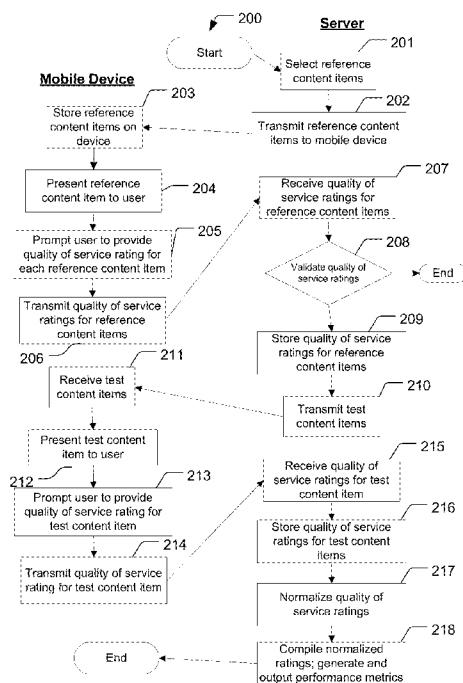 200
Server
Start
201
Select reference
content items
Mobile Device
203
202
Store reference
content items on
device
Transmit reference content
items to mobile device
207
Present reference
content item to user
204
Receive quality of
service ratings for
reference content items
205
208
Prompt user to provide
quality of service rating for
each reference content item
Validate quality of
service ratings
End
Transmit quality of service
ratings for reference
content items
209
206
211
Store quality of service
ratings for reference
content items
Receive test
content items
210
Transmit test
content items
Present test content
item to user
215
212
213
Receive quality of
service ratings for test
content item
Prompt user to provide
quality of service rating for
test content item
216
Store quality of service
ratings for test content
items
214
Transmit quality of service
rating for test content item
217
Normalize quality of
service ratings
218
End
Compile normalized
ratings; generate and
output performance metrics